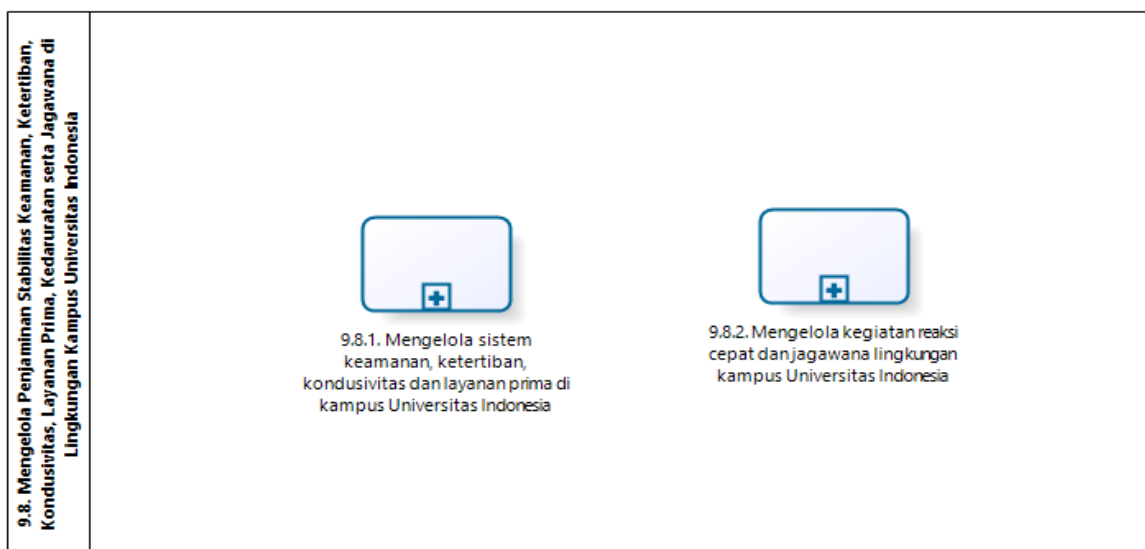 9.8. Mengelola Penjaminan Stabilitas Keamanan, Ketertiban,
Kondusivitas, Layanan Prima, Kedaruratan serta Jagawana di
Lingkungan Kampus Universitas Indonesia
9.8.1. Mengelola sistem
keamanan, ketertiban,
kondusivitas dan layanan prima di
kampus Universitas Indonesia
9.8.2. Mengelola kegiatan reaksi
cepat dan jagawana lingkungan
kampus Universitas Indonesia